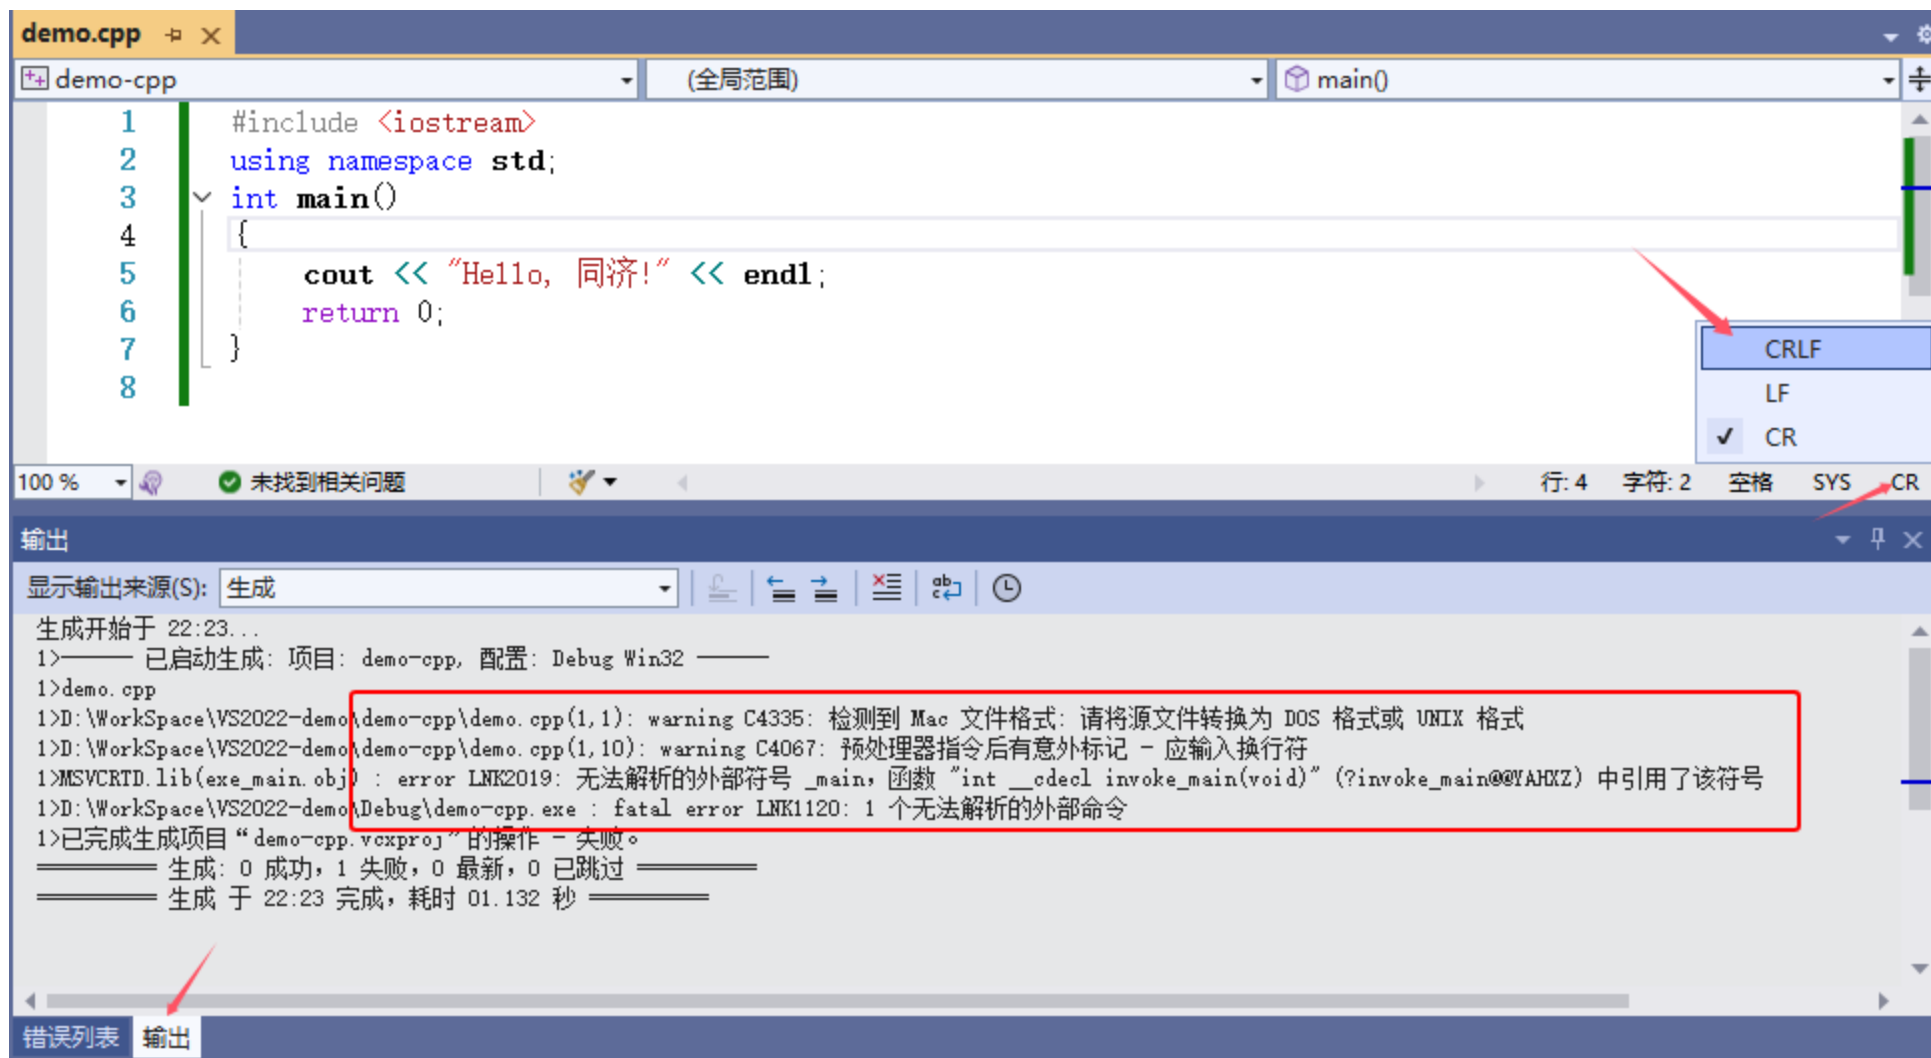 demo.cpp
demo-cpp (全局范围) main()
1 #include <iostream>
2 using namespace std;
3 int main()
4 {
5 cout << "Hello, 同济!" << endl;
6 return 0;
7 }
8
CRLF
LF
CR
100 % 未找到相关问题 行: 4 字符: 2 空格 SYS CR
输出
显示输出来源(S): 生成
生成开始于 22:23...
1>------ 已启动生成: 项目: demo-cpp, 配置: Debug Win32 ------
1>demo.cpp
1>D:\WorkSpace\VS2022-demo\demo-cpp\demo.cpp(1,1): warning C4335: 检测到 Mac 文件格式: 请将源文件转换为 DOS 格式或 UNIX 格式
1>D:\WorkSpace\VS2022-demo\demo-cpp\demo.cpp(1,10): warning C4067: 预处理器指令后有意外标记 - 应输入换行符
1>MSVCRTD.lib(exe_main.obj) : error LNK2019: 无法解析的外部符号 _main，函数 "int __cdecl invoke_main(void)" (?invoke_main@@YAHXZ) 中引用了该符号
1>D:\WorkSpace\VS2022-demo\Debug\demo-cpp.exe : fatal error LNK1120: 1 个无法解析的外部命令
1>已完成生成项目“demo-cpp.vcxproj”的操作 - 失败。
========== 生成: 0 成功，1 失败，0 最新，0 已跳过 ==========
========== 生成 于 22:23 完成，耗时 01.132 秒 ==========
错误列表 输出